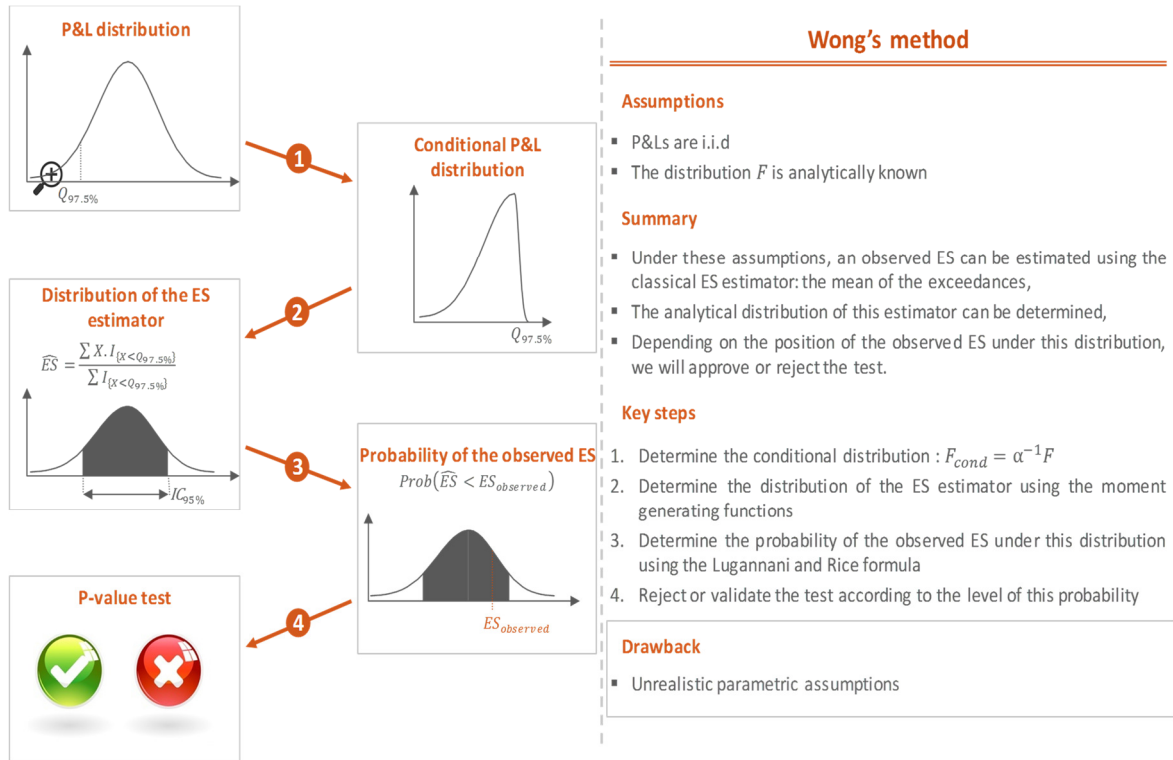 P&L distribution
Q97.5%
1
Conditional P&L
distribution
Q97.5%
2
Distribution of the ES
estimator
ÊS = ∑ X. I{X<Q97.5%} / ∑ I{X<Q97.5%}
IC95%
3
Probability of the observed ES
Prob(ÊS < ESobserved)
ESobserved
4
P-value test
Wong’s method
Assumptions
▪ P&Ls are i.i.d
▪ The distribution F is analytically known
Summary
▪ Under these assumptions, an observed ES can be estimated using the
classical ES estimator: the mean of the exceedances,
▪ The analytical distribution of this estimator can be determined,
▪ Depending on the position of the observed ES under this distribution,
we will approve or reject the test.
Key steps
1. Determine the conditional distribution : Fcond = α⁻¹F
2. Determine the distribution of the ES estimator using the moment
generating functions
3. Determine the probability of the observed ES under this distribution
using the Lugannani and Rice formula
4. Reject or validate the test according to the level of this probability
Drawback
▪ Unrealistic parametric assumptions